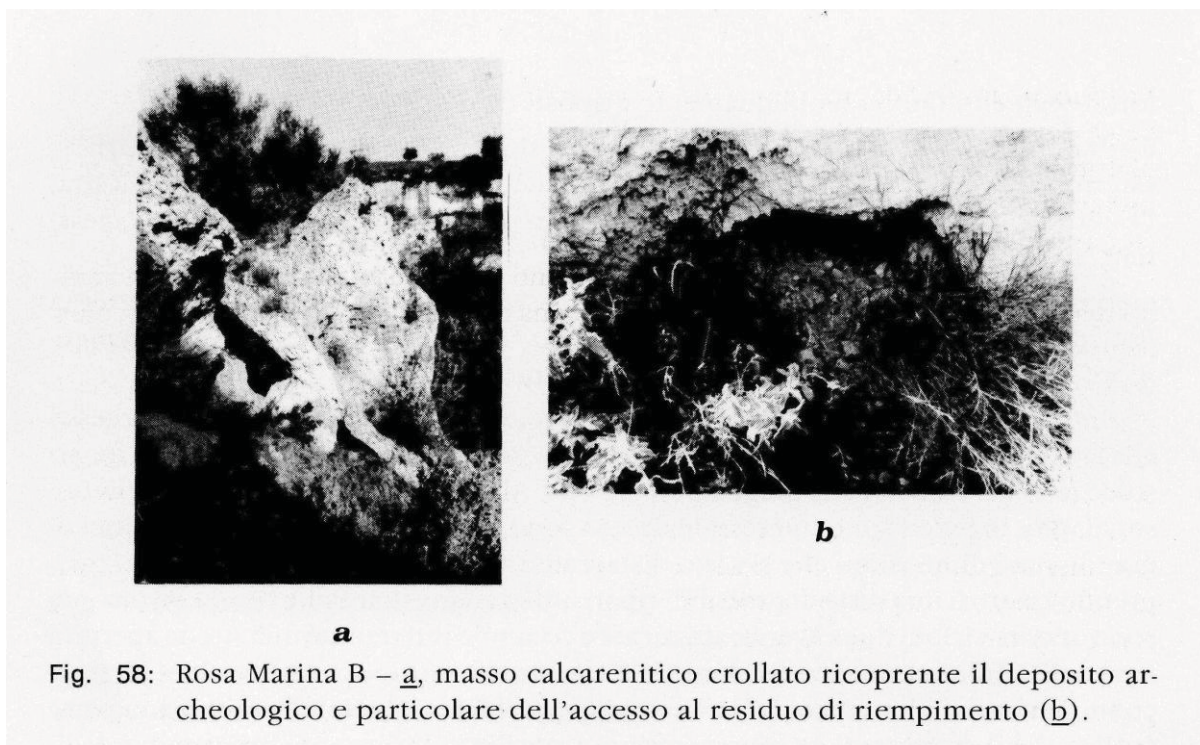 a
b
Fig. 58: Rosa Marina B – a, masso calcarenitico crollato ricoprente il deposito ar-
cheologico e particolare dell'accesso al residuo di riempimento (b).